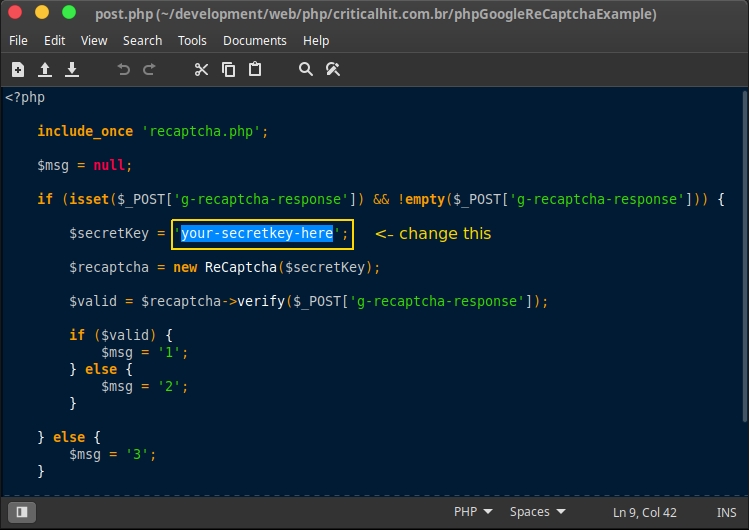 post.php (~/development/web/php/criticalhit.com.br/phpGoogleReCaptchaExample)
File Edit View Search Tools Documents Help
<?php
include_once 'recaptcha.php';
$msg = null;
if (isset($_POST['g-recaptcha-response']) && !empty($_POST['g-recaptcha-response'])) {
$secretKey = 'your-secretkey-here'; <- change this
$recaptcha = new ReCaptcha($secretKey);
$valid = $recaptcha->verify($_POST['g-recaptcha-response']);
if ($valid) {
$msg = '1';
} else {
$msg = '2';
}
} else {
$msg = '3';
}
PHP Spaces Ln 9, Col 42 INS